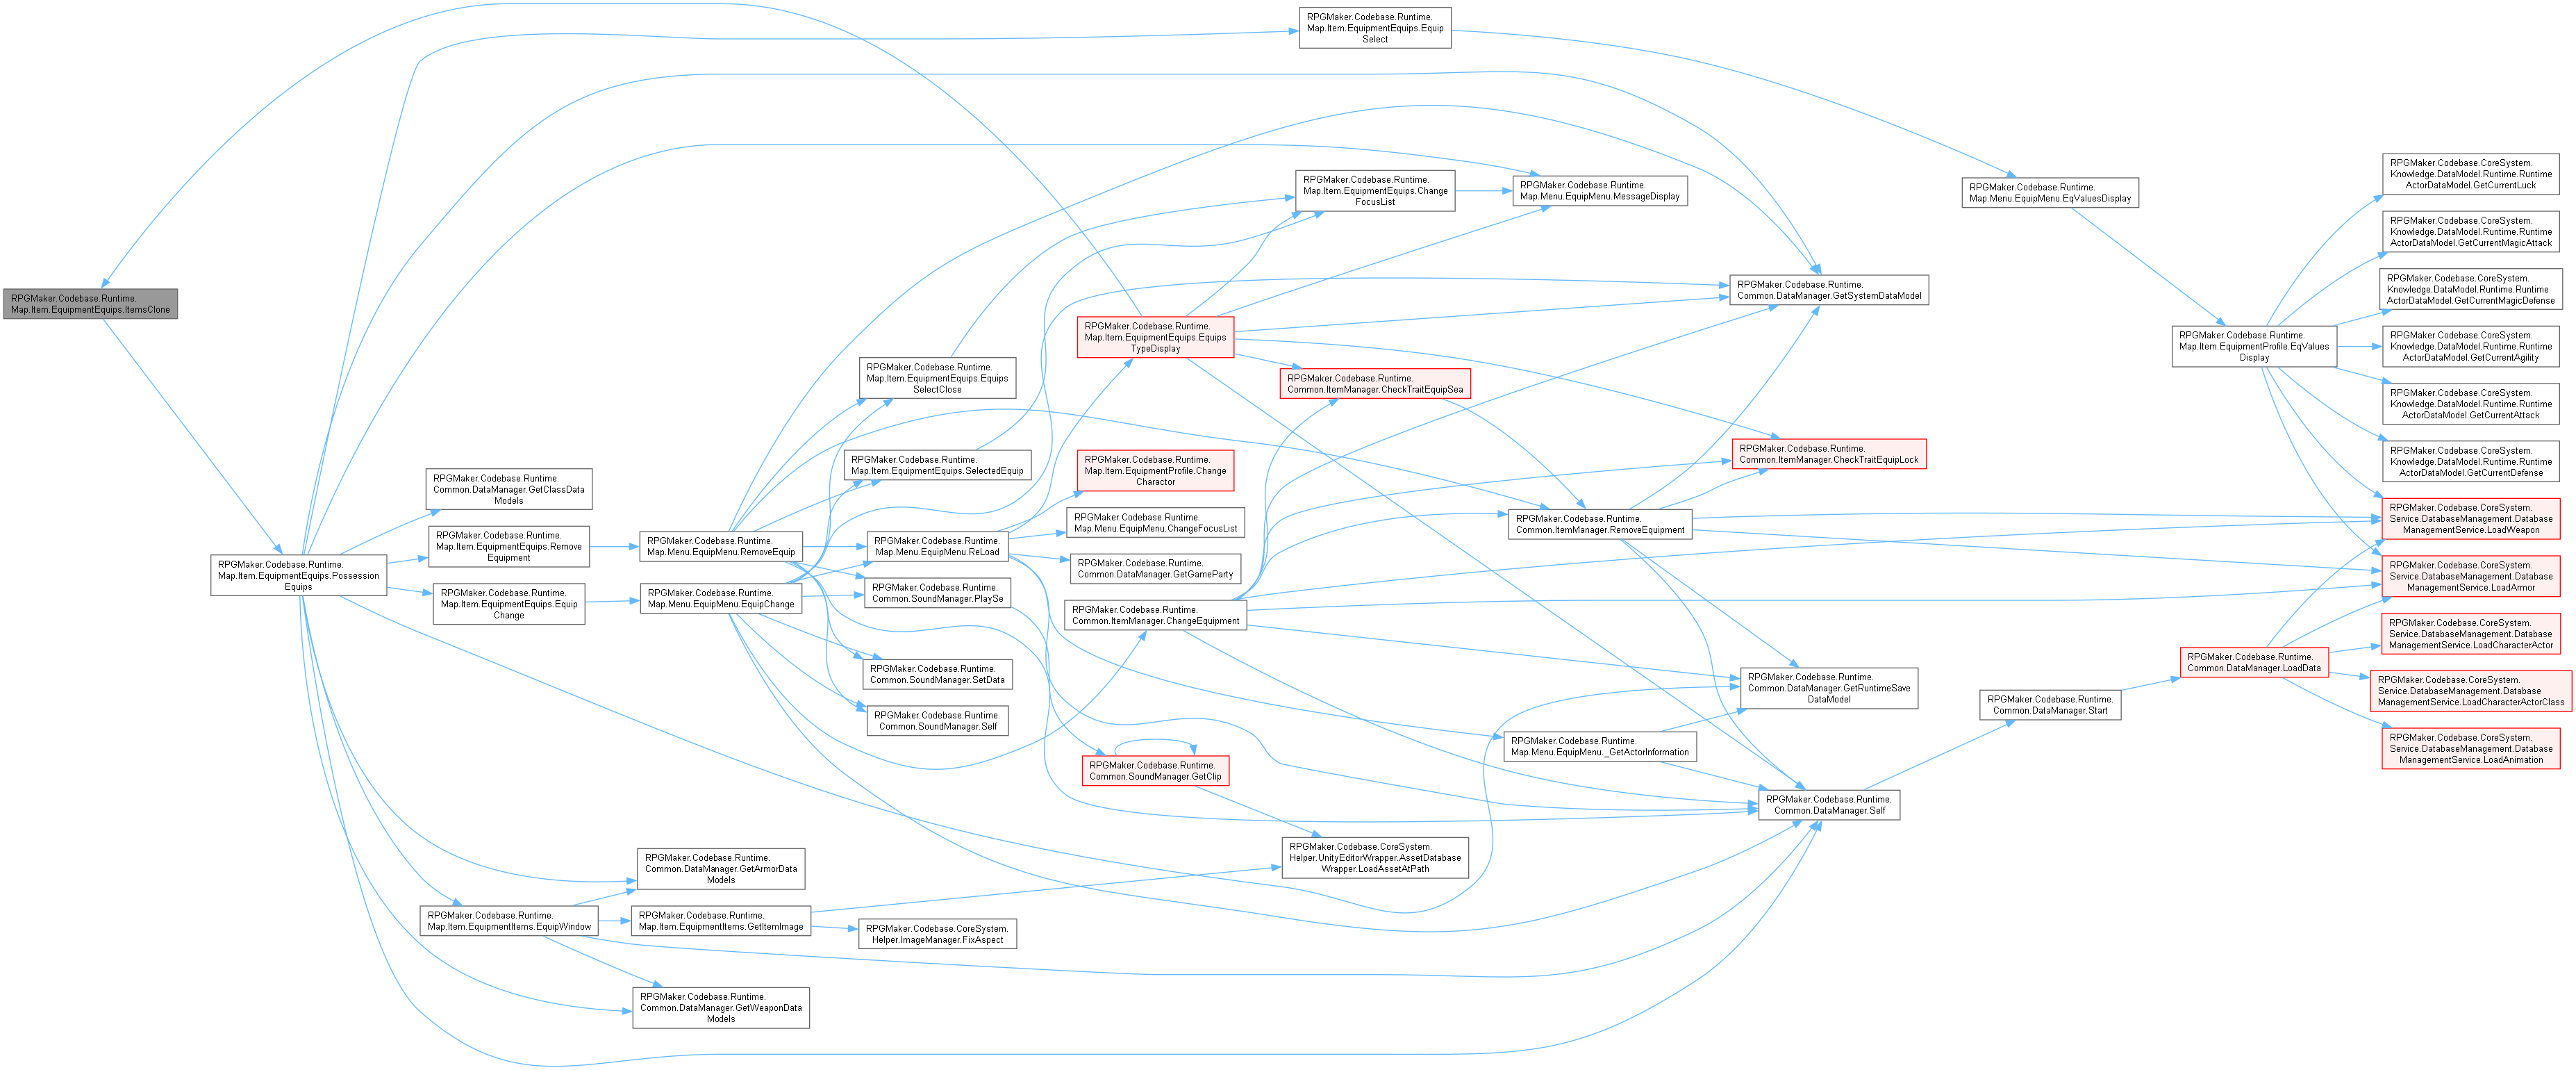 RPGMaker.Codebase.Runtime.
Map.Item.EquipmentEquips.ItemsClone
RPGMaker.Codebase.Runtime.
Map.Item.EquipmentEquips.Possession
Equips
RPGMaker.Codebase.Runtime.
Common.DataManager.GetClassData
Models
RPGMaker.Codebase.Runtime.
Map.Item.EquipmentEquips.Remove
Equipment
RPGMaker.Codebase.Runtime.
Map.Item.EquipmentEquips.Equip
Change
RPGMaker.Codebase.Runtime.
Map.Item.EquipmentItems.EquipWindow
RPGMaker.Codebase.Runtime.
Map.Menu.EquipMenu.RemoveEquip
RPGMaker.Codebase.Runtime.
Map.Menu.EquipMenu.EquipChange
RPGMaker.Codebase.Runtime.
Common.DataManager.GetArmorData
Models
RPGMaker.Codebase.Runtime.
Map.Item.EquipmentItems.GetItemImage
RPGMaker.Codebase.Runtime.
Common.DataManager.GetWeaponData
Models
RPGMaker.Codebase.Runtime.
Map.Item.EquipmentEquips.Equips
SelectClose
RPGMaker.Codebase.Runtime.
Map.Item.EquipmentEquips.SelectedEquip
RPGMaker.Codebase.Runtime.
Map.Menu.EquipMenu.ReLoad
RPGMaker.Codebase.Runtime.
Common.SoundManager.PlaySe
RPGMaker.Codebase.Runtime.
Common.SoundManager.SetData
RPGMaker.Codebase.Runtime.
Common.SoundManager.Self
RPGMaker.Codebase.CoreSystem.
Helper.ImageManager.FixAspect
RPGMaker.Codebase.Runtime.
Map.Item.EquipmentEquips.Equips
TypeDisplay
RPGMaker.Codebase.Runtime.
Map.Item.EquipmentProfile.Change
Charactor
RPGMaker.Codebase.Runtime.
Map.Menu.EquipMenu.ChangeFocusList
RPGMaker.Codebase.Runtime.
Common.DataManager.GetGameParty
RPGMaker.Codebase.Runtime.
Common.ItemManager.ChangeEquipment
RPGMaker.Codebase.Runtime.
Common.SoundManager.GetClip
RPGMaker.Codebase.Runtime.
Map.Item.EquipmentEquips.Equip
Select
RPGMaker.Codebase.Runtime.
Map.Item.EquipmentEquips.Change
FocusList
RPGMaker.Codebase.Runtime.
Common.ItemManager.CheckTraitEquipSea
RPGMaker.Codebase.CoreSystem.
Helper.UnityEditorWrapper.AssetDatabase
Wrapper.LoadAssetAtPath
RPGMaker.Codebase.Runtime.
Map.Menu.EquipMenu.MessageDisplay
RPGMaker.Codebase.Runtime.
Common.ItemManager.RemoveEquipment
RPGMaker.Codebase.Runtime.
Map.Menu.EquipMenu._GetActorInformation
RPGMaker.Codebase.Runtime.
Common.DataManager.GetSystemDataModel
RPGMaker.Codebase.Runtime.
Common.ItemManager.CheckTraitEquipLock
RPGMaker.Codebase.Runtime.
Common.DataManager.GetRuntimeSave
DataModel
RPGMaker.Codebase.Runtime.
Common.DataManager.Self
RPGMaker.Codebase.Runtime.
Map.Menu.EquipMenu.EqValuesDisplay
RPGMaker.Codebase.Runtime.
Common.DataManager.Start
RPGMaker.Codebase.Runtime.
Map.Item.EquipmentProfile.EqValues
Display
RPGMaker.Codebase.Runtime.
Common.DataManager.LoadData
RPGMaker.Codebase.CoreSystem.
Knowledge.DataModel.Runtime.Runtime
ActorDataModel.GetCurrentLuck
RPGMaker.Codebase.CoreSystem.
Knowledge.DataModel.Runtime.Runtime
ActorDataModel.GetCurrentMagicAttack
RPGMaker.Codebase.CoreSystem.
Knowledge.DataModel.Runtime.Runtime
ActorDataModel.GetCurrentMagicDefense
RPGMaker.Codebase.CoreSystem.
Knowledge.DataModel.Runtime.Runtime
ActorDataModel.GetCurrentAgility
RPGMaker.Codebase.CoreSystem.
Knowledge.DataModel.Runtime.Runtime
ActorDataModel.GetCurrentAttack
RPGMaker.Codebase.CoreSystem.
Knowledge.DataModel.Runtime.Runtime
ActorDataModel.GetCurrentDefense
RPGMaker.Codebase.CoreSystem.
Service.DatabaseManagement.Database
ManagementService.LoadWeapon
RPGMaker.Codebase.CoreSystem.
Service.DatabaseManagement.Database
ManagementService.LoadArmor
RPGMaker.Codebase.CoreSystem.
Service.DatabaseManagement.Database
ManagementService.LoadCharacterActor
RPGMaker.Codebase.CoreSystem.
Service.DatabaseManagement.Database
ManagementService.LoadCharacterActorClass
RPGMaker.Codebase.CoreSystem.
Service.DatabaseManagement.Database
ManagementService.LoadAnimation